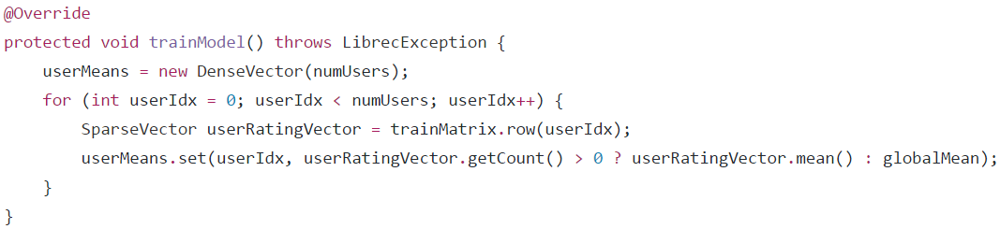 @Override
protected void trainModel() throws LibrecException {
    userMeans = new DenseVector(numUsers);
    for (int userIdx = 0; userIdx < numUsers; userIdx++) {
        SparseVector userRatingVector = trainMatrix.row(userIdx);
        userMeans.set(userIdx, userRatingVector.getCount() > 0 ? userRatingVector.mean() : globalMean);
    }
}